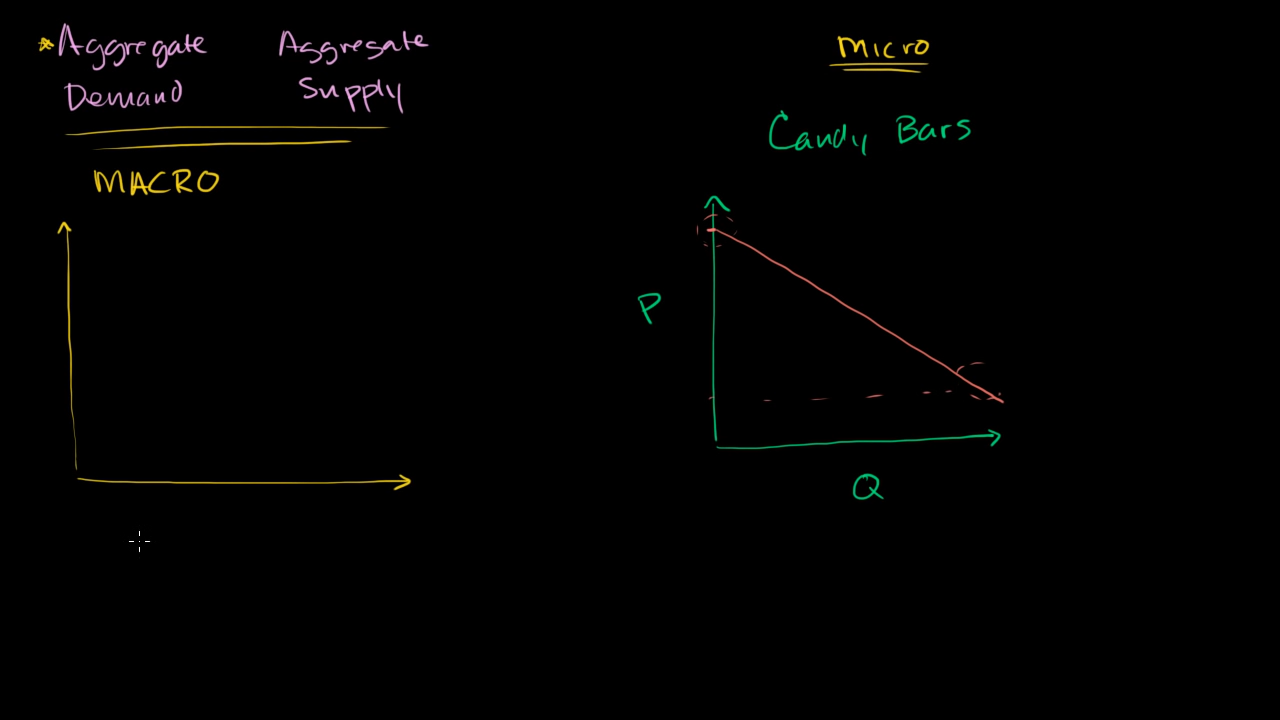 Aggregate
Demand
Aggregate
Supply
MACRO
Micro
Candy Bars
P
Q